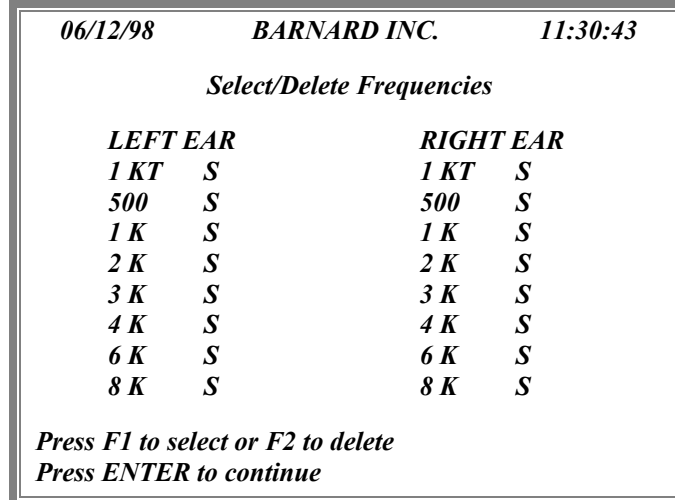 06/12/98 BARNARD INC. 11:30:43
Select/Delete Frequencies
LEFT EAR RIGHT EAR
1 KT S 1 KT S
500 S 500 S
1 K S 1 K S
2 K S 2 K S
3 K S 3 K S
4 K S 4 K S
6 K S 6 K S
8 K S 8 K S
Press F1 to select or F2 to delete
Press ENTER to continue